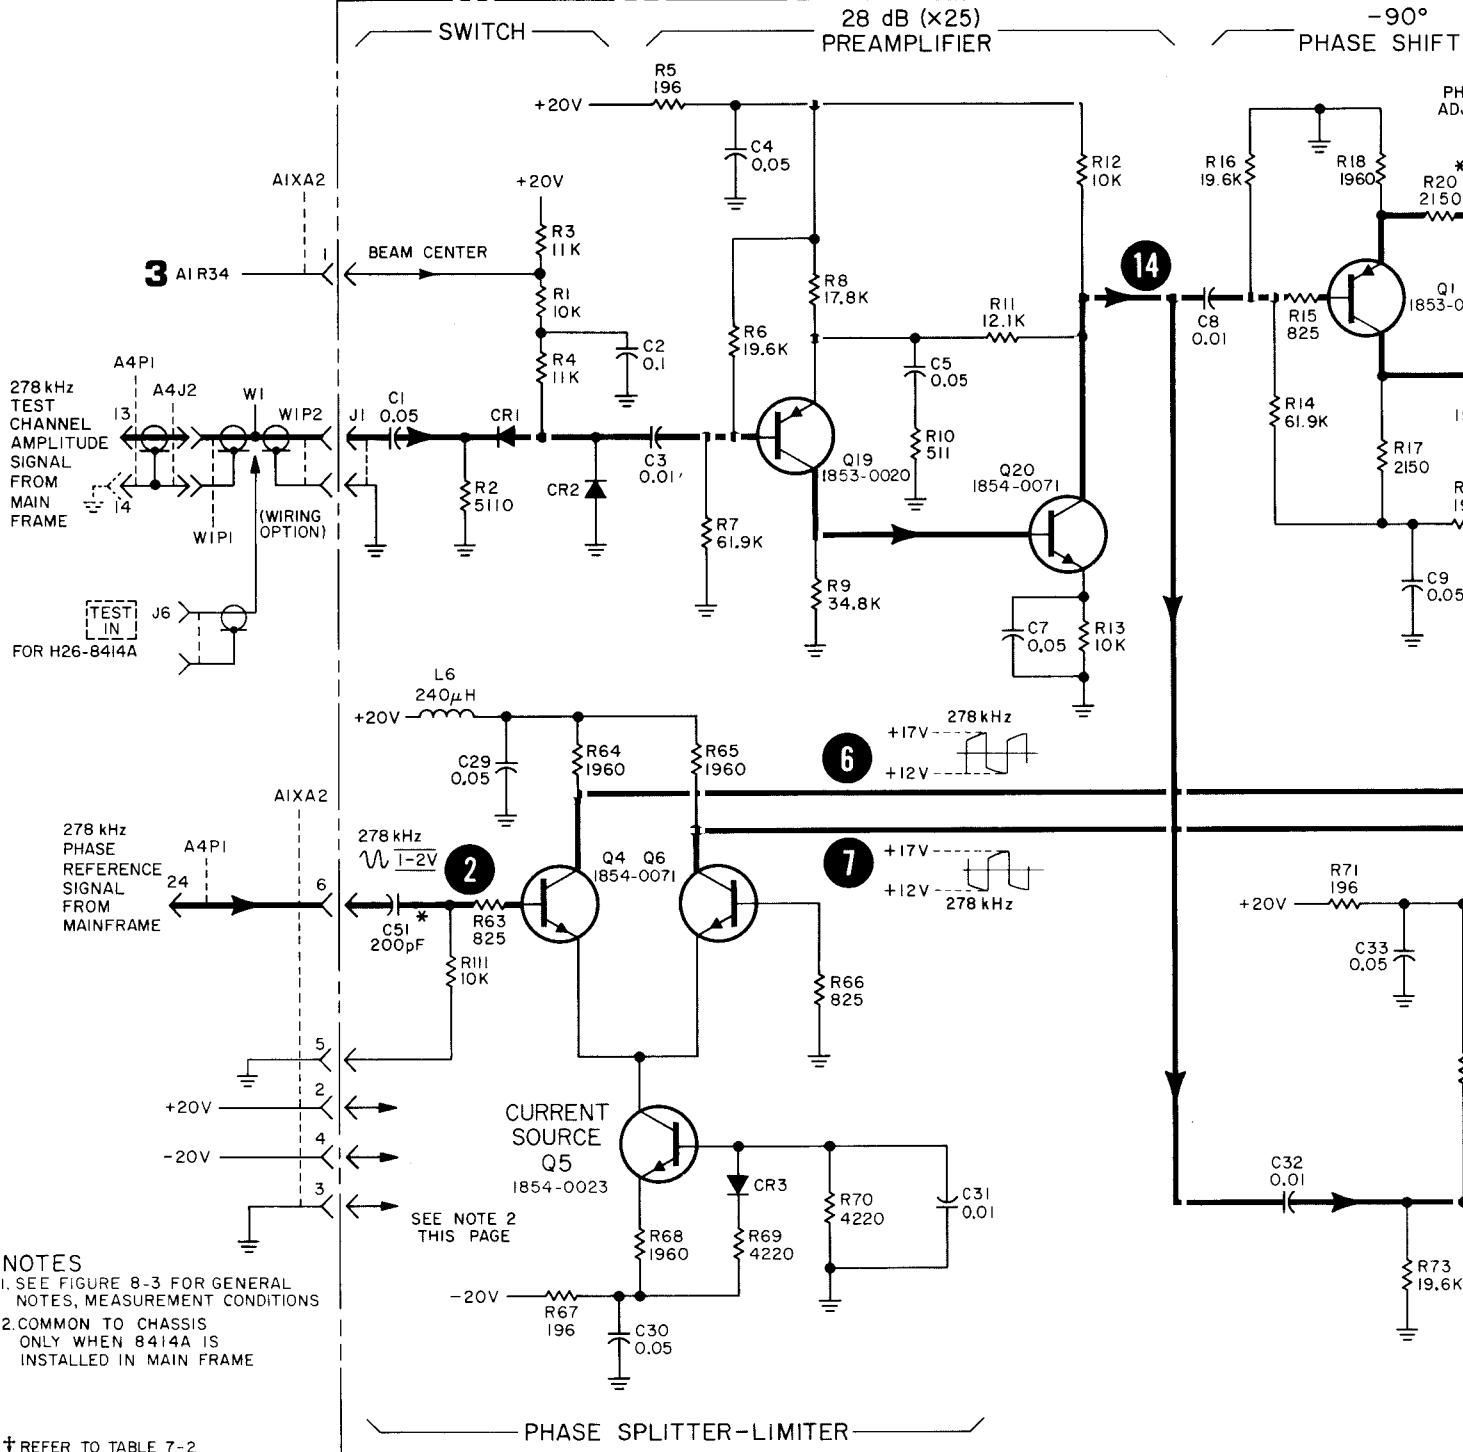 SWITCH
28 dB (×25)
PREAMPLIFIER
-90°
PHASE SHIFT
R5
196
+20V
C4
0.05
R12
10K
R16
19.6K
R18
1960
*
R20
2150
PH
ADJ
A1XA2
+20V
R3
11K
1
BEAM CENTER
3 A1R34
R1
10K
R4
11K
C2
0.1
R6
19.6K
R8
17.8K
R11
12.1K
14
C5
0.05
C8
0.01
R15
825
Q1
1853-0
278 kHz
TEST
CHANNEL
AMPLITUDE
SIGNAL
FROM
MAIN
FRAME
A4P1
13
A4J2
W1
W1P2
J1
C1
0.05
CR1
14
W1P1
(WIRING
OPTION)
R2
5110
CR2
C3
0.01
R7
61.9K
Q19
1853-0020
R10
511
Q20
1854-0071
R14
61.9K
R17
2150
R
19
R9
34.8K
C7
0.05
R13
10K
C9
0.05
TEST
IN
J6
FOR H26-8414A
L6
240μH
+20V
C29
0.05
R64
1960
R65
1960
6
+17V
278 kHz
+12V
A1XA2
278 kHz
PHASE
REFERENCE
SIGNAL
FROM
MAINFRAME
A4P1
24
6
278 kHz
1-2V
2
C51
200pF
*
R63
825
Q4 Q6
1854-0071
7
+17V
+12V
278 kHz
R111
10K
R66
825
R71
196
+20V
C33
0.05
5
2
+20V
4
-20V
3
SEE NOTE 2
THIS PAGE
CURRENT
SOURCE
Q5
1854-0023
CR3
R68
1960
R69
4220
R70
4220
C31
0.01
C32
0.01
R73
19.6K
-20V
R67
196
C30
0.05
NOTES
1. SEE FIGURE 8-3 FOR GENERAL
NOTES, MEASUREMENT CONDITIONS
2. COMMON TO CHASSIS
ONLY WHEN 8414A IS
INSTALLED IN MAIN FRAME
PHASE SPLITTER-LIMITER
† REFER TO TABLE 7-2